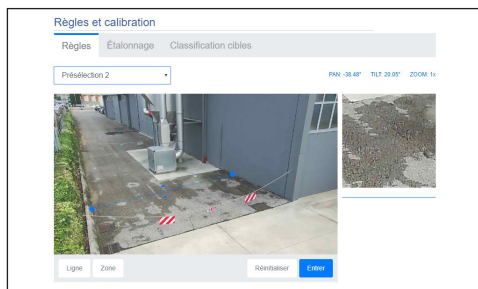 Règles et calibration
Règles Étalonnage Classification cibles
Présélection 2
PAN: -38.48° TILT: 20.05° ZOOM: 1x
Ligne Zone Réinitialiser Entrer